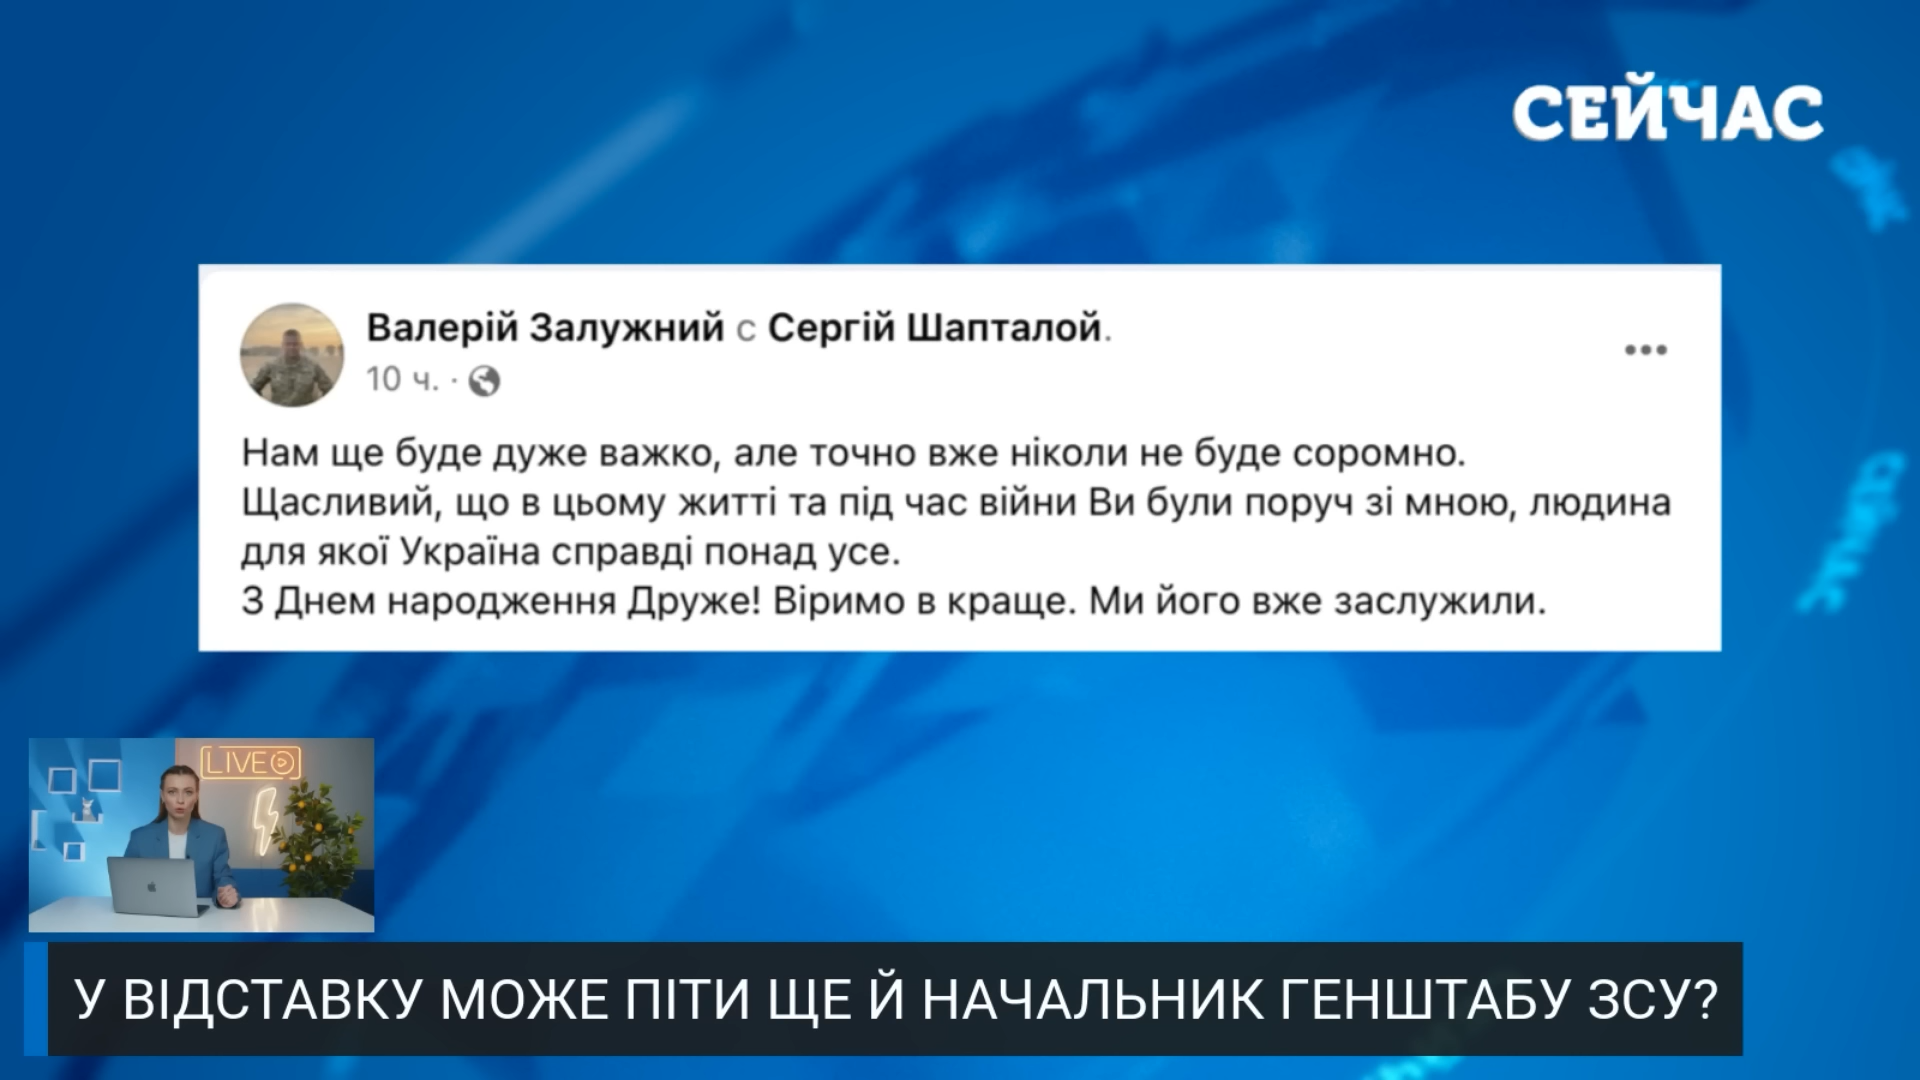 СЕЙЧАС
Валерій Залужний с Сергій Шапталой.
10 ч. ·
Нам ще буде дуже важко, але точно вже ніколи не буде соромно.
Щасливий, що в цьому житті та під час війни Ви були поруч зі мною, людина
для якої Україна справді понад усе.
З Днем народження Друже! Віримо в краще. Ми його вже заслужили.
LIVE
У ВІДСТАВКУ МОЖЕ ПІТИ ЩЕ Й НАЧАЛЬНИК ГЕНШТАБУ ЗСУ?